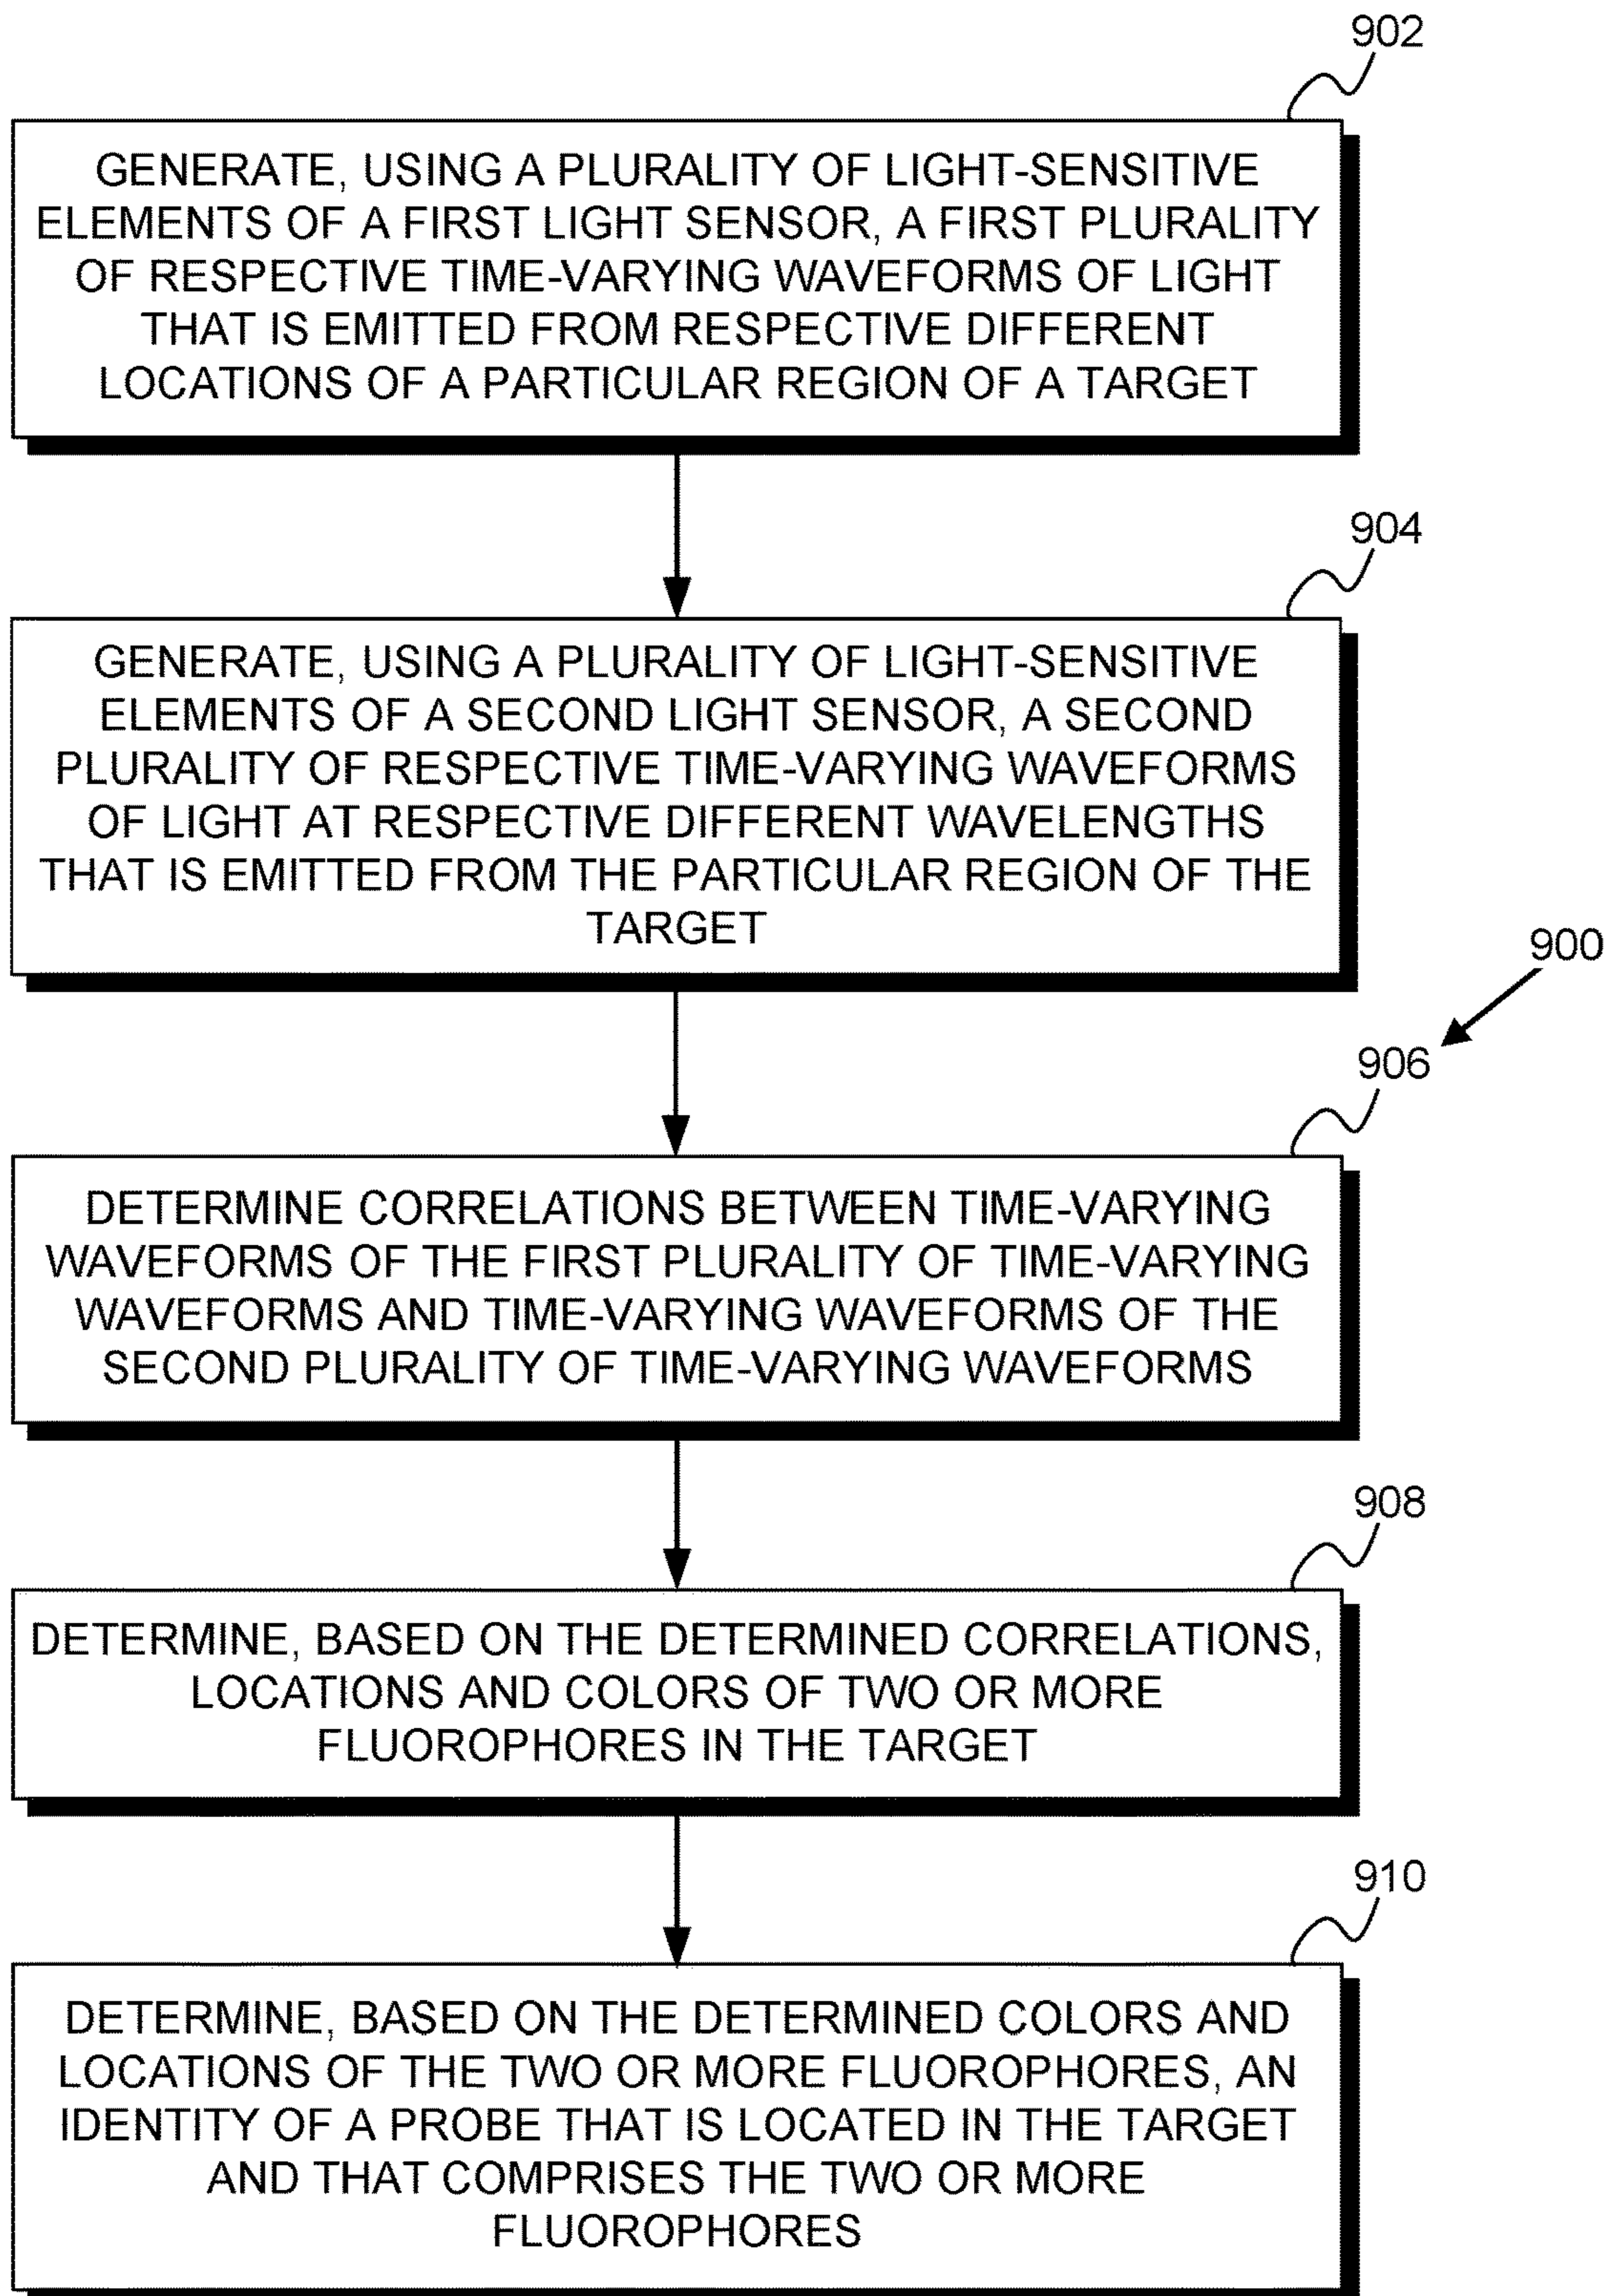 902
GENERATE, USING A PLURALITY OF LIGHT-SENSITIVE
ELEMENTS OF A FIRST LIGHT SENSOR, A FIRST PLURALITY
OF RESPECTIVE TIME-VARYING WAVEFORMS OF LIGHT
THAT IS EMITTED FROM RESPECTIVE DIFFERENT
LOCATIONS OF A PARTICULAR REGION OF A TARGET
904
GENERATE, USING A PLURALITY OF LIGHT-SENSITIVE
ELEMENTS OF A SECOND LIGHT SENSOR, A SECOND
PLURALITY OF RESPECTIVE TIME-VARYING WAVEFORMS
OF LIGHT AT RESPECTIVE DIFFERENT WAVELENGTHS
THAT IS EMITTED FROM THE PARTICULAR REGION OF THE
TARGET
900
906
DETERMINE CORRELATIONS BETWEEN TIME-VARYING
WAVEFORMS OF THE FIRST PLURALITY OF TIME-VARYING
WAVEFORMS AND TIME-VARYING WAVEFORMS OF THE
SECOND PLURALITY OF TIME-VARYING WAVEFORMS
908
DETERMINE, BASED ON THE DETERMINED CORRELATIONS,
LOCATIONS AND COLORS OF TWO OR MORE
FLUOROPHORES IN THE TARGET
910
DETERMINE, BASED ON THE DETERMINED COLORS AND
LOCATIONS OF THE TWO OR MORE FLUOROPHORES, AN
IDENTITY OF A PROBE THAT IS LOCATED IN THE TARGET
AND THAT COMPRISES THE TWO OR MORE
FLUOROPHORES